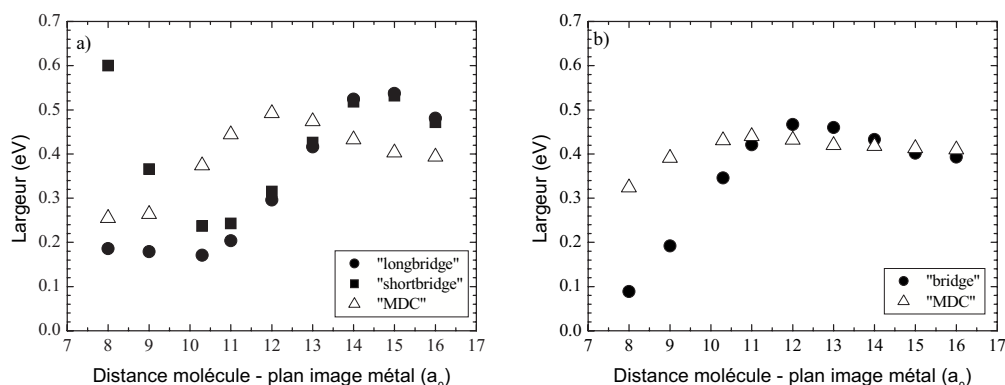 a)
0.7
0.6
0.5
0.4
0.3
0.2
0.1
0.0
Largeur (eV)
7 8 9 10 11 12 13 14 15 16 17
Distance molécule - plan image métal (a₀)
"longbridge"
"shortbridge"
"MDC"
b)
0.7
0.6
0.5
0.4
0.3
0.2
0.1
0.0
Largeur (eV)
7 8 9 10 11 12 13 14 15 16 17
Distance molécule - plan image métal (a₀)
"bridge"
"MDC"